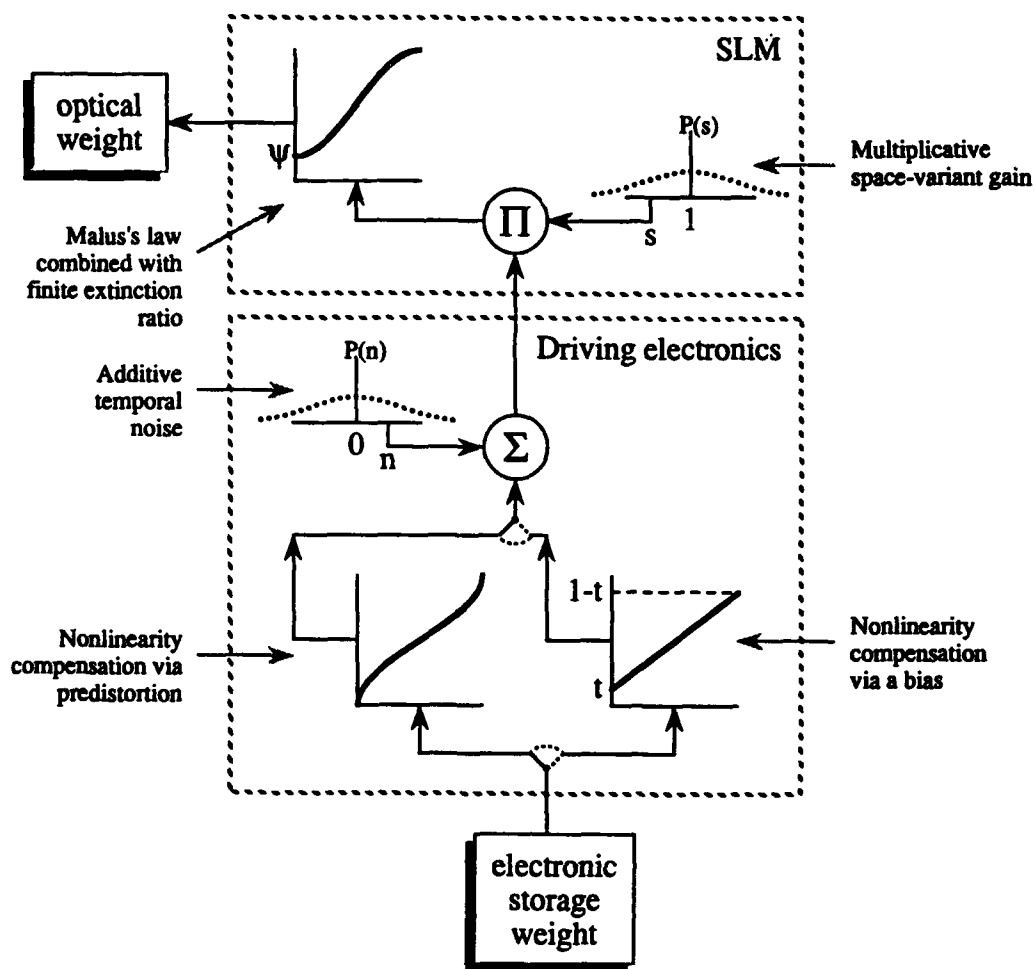 SLM
optical
weight
Ψ
P(s)
s
1
Multiplicative
space-variant gain
Π
Malus's law
combined with
finite extinction
ratio
Driving electronics
P(n)
0
n
Additive
temporal
noise
Σ
Nonlinearity
compensation via
predistortion
1-t
t
Nonlinearity
compensation
via a bias
electronic
storage
weight